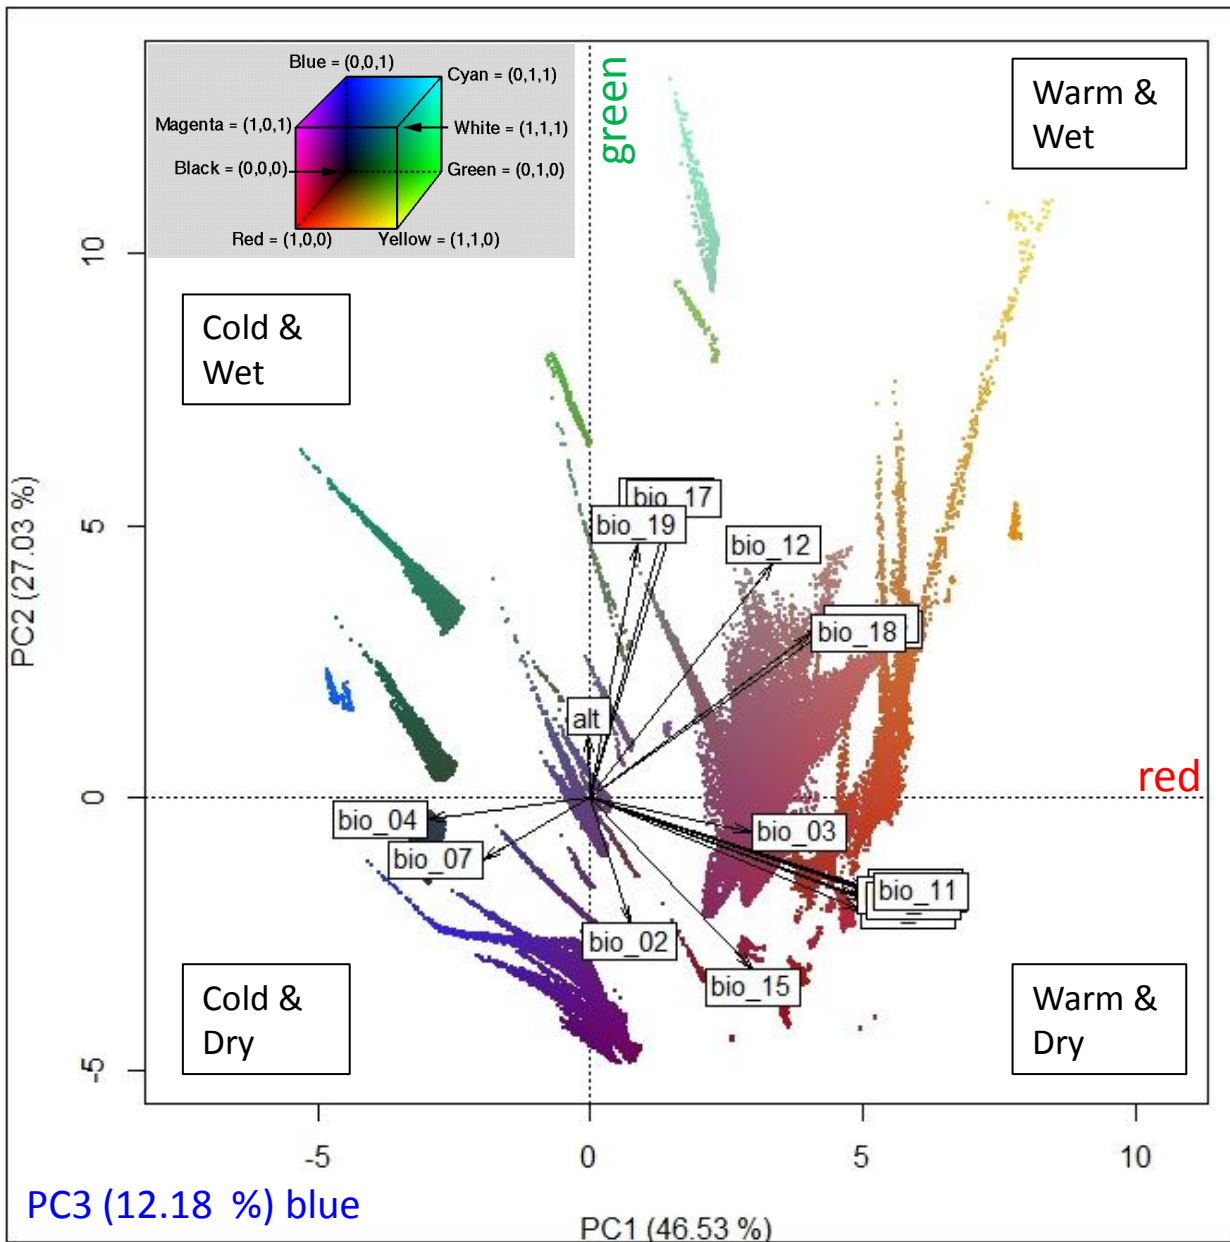 Blue = (0,0,1)
Cyan = (0,1,1)
Magenta = (1,0,1)
White = (1,1,1)
Black = (0,0,0)
Green = (0,1,0)
Red = (1,0,0)
Yellow = (1,1,0)
green
Warm &
Wet
Cold &
Wet
10
5
0
-5
PC2 (27.03 %)
bio_17
bio_19
bio_12
bio_18
alt
red
bio_04
bio_03
bio_07
bio_11
bio_02
bio_15
Cold &
Dry
Warm &
Dry
-5
0
5
10
PC3 (12.18 %) blue
PC1 (46.53 %)